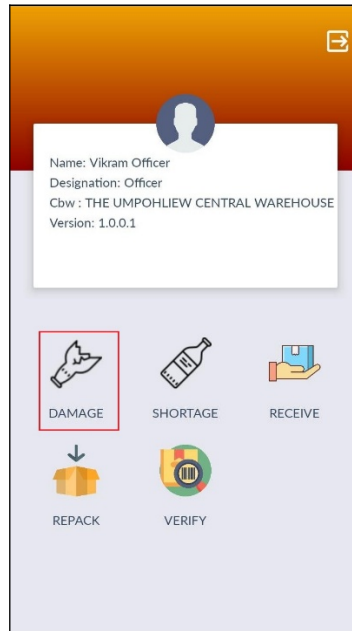 Name: Vikram Officer
Designation: Officer
Cbw : THE UMPOHLIEW CENTRAL WAREHOUSE
Version: 1.0.0.1
DAMAGE
SHORTAGE
RECEIVE
REPACK
VERIFY